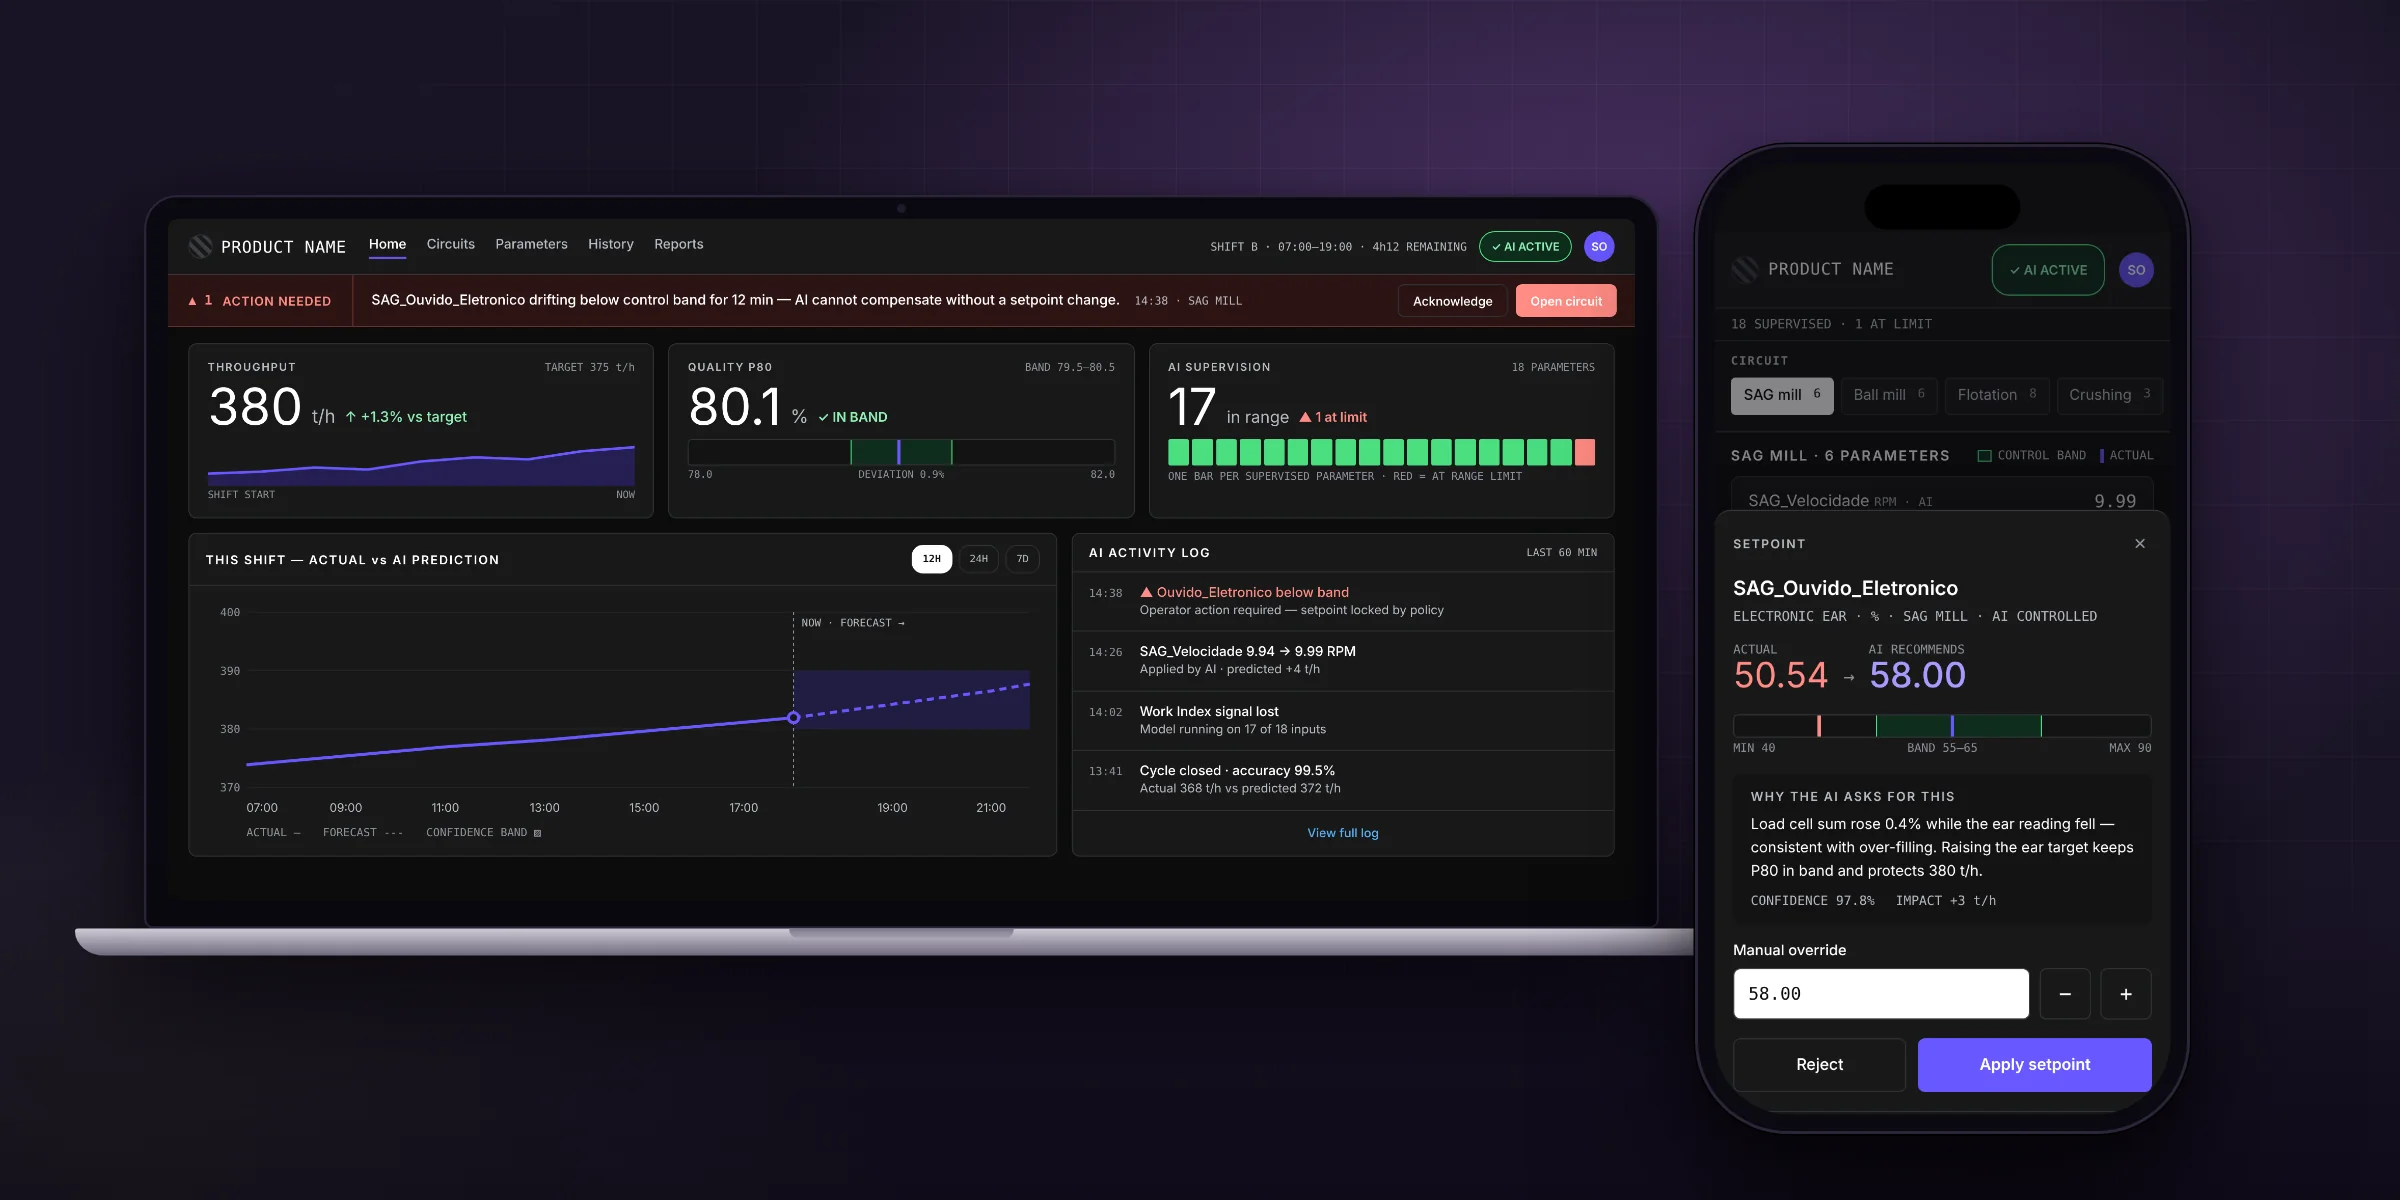 PRODUCT NAME Home Circuits Parameters History Reports SHIFT B · 07:00–19:00 · 4h12 REMAINING ✓ AI ACTIVE SO
▲ 1 ACTION NEEDED SAG_Ouvido_Eletronico drifting below control band for 12 min — AI cannot compensate without a setpoint change. 14:38 · SAG MILL Acknowledge Open circuit
THROUGHPUT TARGET 375 t/h
380 t/h ↑ +1.3% vs target
SHIFT START NOW
QUALITY P80 BAND 79.5–80.5
80.1 % ✓ IN BAND
78.0 DEVIATION 0.9% 82.0
AI SUPERVISION 18 PARAMETERS
17 in range ▲ 1 at limit
ONE BAR PER SUPERVISED PARAMETER · RED = AT RANGE LIMIT
THIS SHIFT — ACTUAL vs AI PREDICTION 12H 24H 7D
NOW · FORECAST →
400
390
380
370
07:00 09:00 11:00 13:00 15:00 17:00 19:00 21:00
ACTUAL — FORECAST --- CONFIDENCE BAND ▨
AI ACTIVITY LOG LAST 60 MIN
14:38 ▲ Ouvido_Eletronico below band
Operator action required — setpoint locked by policy
14:26 SAG_Velocidade 9.94 → 9.99 RPM
Applied by AI · predicted +4 t/h
14:02 Work Index signal lost
Model running on 17 of 18 inputs
13:41 Cycle closed · accuracy 99.5%
Actual 368 t/h vs predicted 372 t/h
View full log
PRODUCT NAME ✓ AI ACTIVE SO
18 SUPERVISED · 1 AT LIMIT
CIRCUIT
SAG mill 6 Ball mill 6 Flotation 8 Crushing 3
SAG MILL · 6 PARAMETERS CONTROL BAND ACTUAL
SAG_Velocidade RPM · AI 9.99
SETPOINT ×
SAG_Ouvido_Eletronico
ELECTRONIC EAR · % · SAG MILL · AI CONTROLLED
ACTUAL AI RECOMMENDS
50.54 → 58.00
MIN 40 BAND 55–65 MAX 90
WHY THE AI ASKS FOR THIS
Load cell sum rose 0.4% while the ear reading fell —
consistent with over-filling. Raising the ear target keeps
P80 in band and protects 380 t/h.
CONFIDENCE 97.8% IMPACT +3 t/h
Manual override
58.00 − +
Reject Apply setpoint